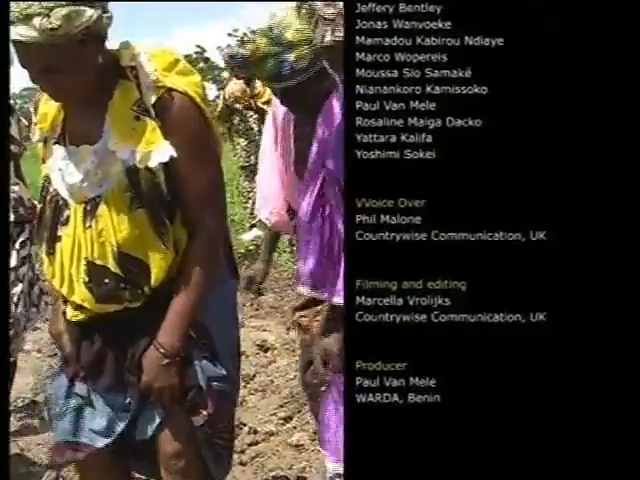 Jeffery Bentley
Jonas Wanvoeke
Mamadou Kabirou Ndiaye
Marco Wopereis
Moussa Sio Samaké
Nianankoro Kamissoko
Paul Van Mele
Rosaline Maiga Dacko
Yattara Kalifa
Yoshimi Sokei
VVoice Over
Phil Malone
Countrywise Communication, UK
Filming and editing
Marcella Vrolijks
Countrywise Communication, UK
Producer
Paul Van Mele
WARDA, Benin